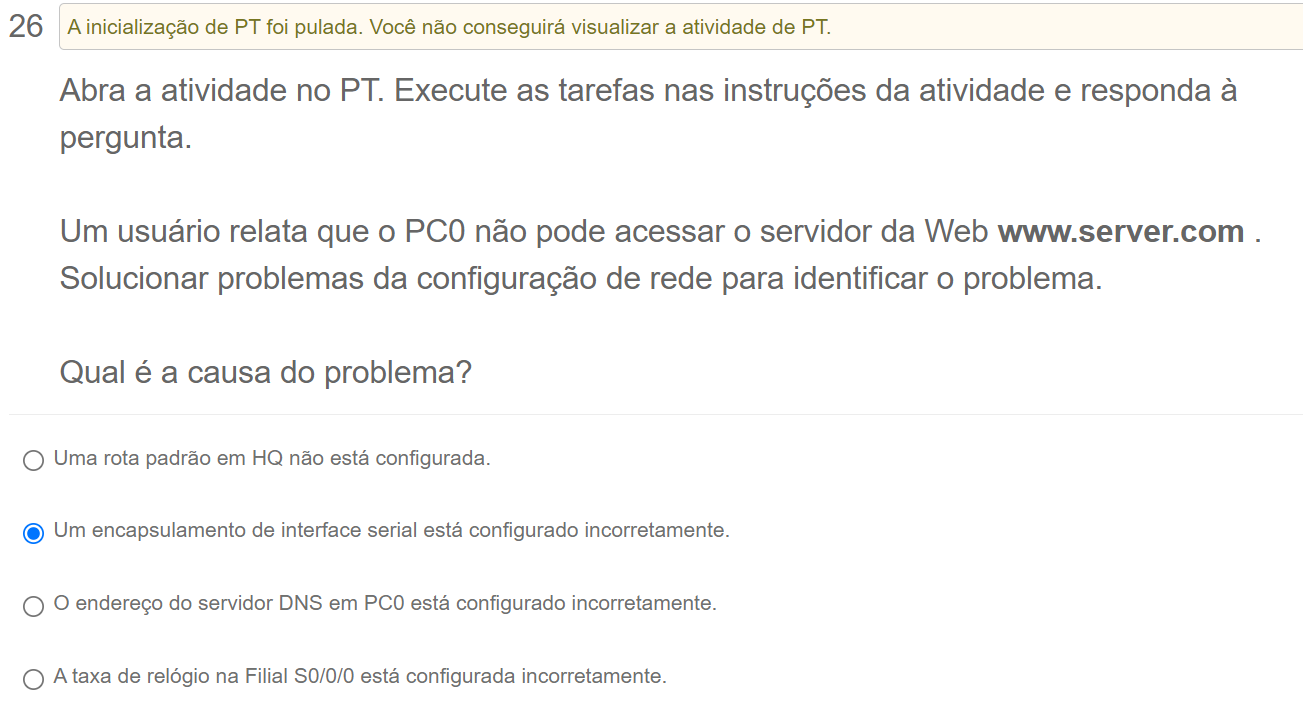 26
A inicialização de PT foi pulada. Você não conseguirá visualizar a atividade de PT.
Abra a atividade no PT. Execute as tarefas nas instruções da atividade e responda à
pergunta.
Um usuário relata que o PC0 não pode acessar o servidor da Web www.server.com .
Solucionar problemas da configuração de rede para identificar o problema.
Qual é a causa do problema?
Uma rota padrão em HQ não está configurada.
Um encapsulamento de interface serial está configurado incorretamente.
O endereço do servidor DNS em PC0 está configurado incorretamente.
A taxa de relógio na Filial S0/0/0 está configurada incorretamente.